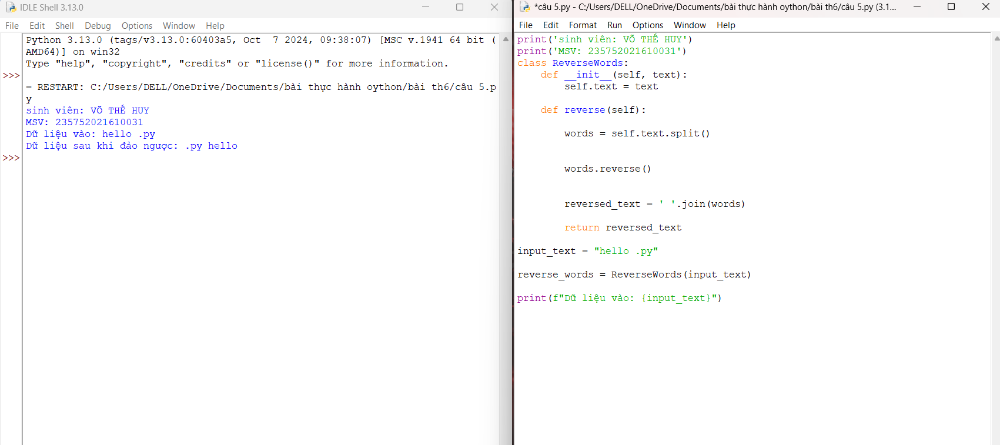 IDLE Shell 3.13.0
File Edit Shell Debug Options Window Help
Python 3.13.0 (tags/v3.13.0:60403a5, Oct  7 2024, 09:38:07) [MSC v.1941 64 bit (
AMD64)] on win32
Type "help", "copyright", "credits" or "license()" for more information.
>>>
= RESTART: C:/Users/DELL/OneDrive/Documents/bài thực hành oython/bài th6/câu 5.p
y
sinh viên: VÕ THẾ HUY
MSV: 235752021610031
Dữ liệu vào: hello .py
Dữ liệu sau khi đảo ngược: .py hello
>>>
*câu 5.py - C:/Users/DELL/OneDrive/Documents/bài thực hành oython/bài th6/câu 5.py (3.1...
File Edit Format Run Options Window Help
print('sinh viên: VÕ THẾ HUY')
print('MSV: 235752021610031')
class ReverseWords:
    def __init__(self, text):
        self.text = text
    def reverse(self):
        words = self.text.split()
        words.reverse()
        reversed_text = ' '.join(words)
        return reversed_text
input_text = "hello .py"
reverse_words = ReverseWords(input_text)
print(f"Dữ liệu vào: {input_text}")